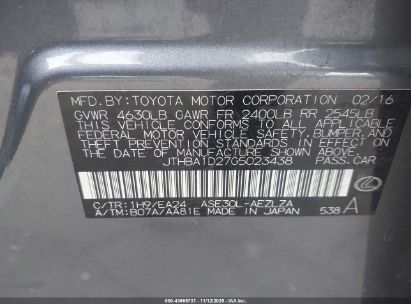 MFD.BY:TOYOTA MOTOR CORPORATION 02/16
GVWR 4630LB GAWR FR 2400LB RR 2545LB
THIS VEHICLE CONFORMS TO ALL APPLICABLE
FEDERAL MOTOR VEHICLE SAFETY, BUMPER, AND
THEFT PREVENTION STANDARDS IN EFFECT ON
THE DATE OF MANUFACTURE SHOWN ABOVE.
JTHBA1D27G5023438 PASS.CAR
C/TR:1H9/EA24 ASE30L-AEZLZA
A/TM:B07A/AA81E MADE IN JAPAN 538 A